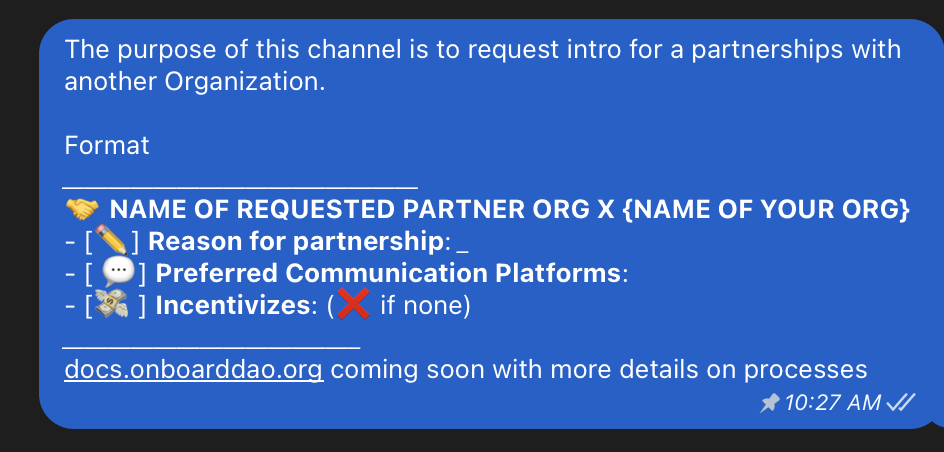 The purpose of this channel is to request intro for a partnerships with
another Organization.
Format
___________________________
🤝 NAME OF REQUESTED PARTNER ORG X {NAME OF YOUR ORG}
- [✏️] Reason for partnership: _
- [ 💬] Preferred Communication Platforms:
- [💸 ] Incentivizes: (❌ if none)
_______________________
docs.onboarddao.org coming soon with more details on processes
10:27 AM